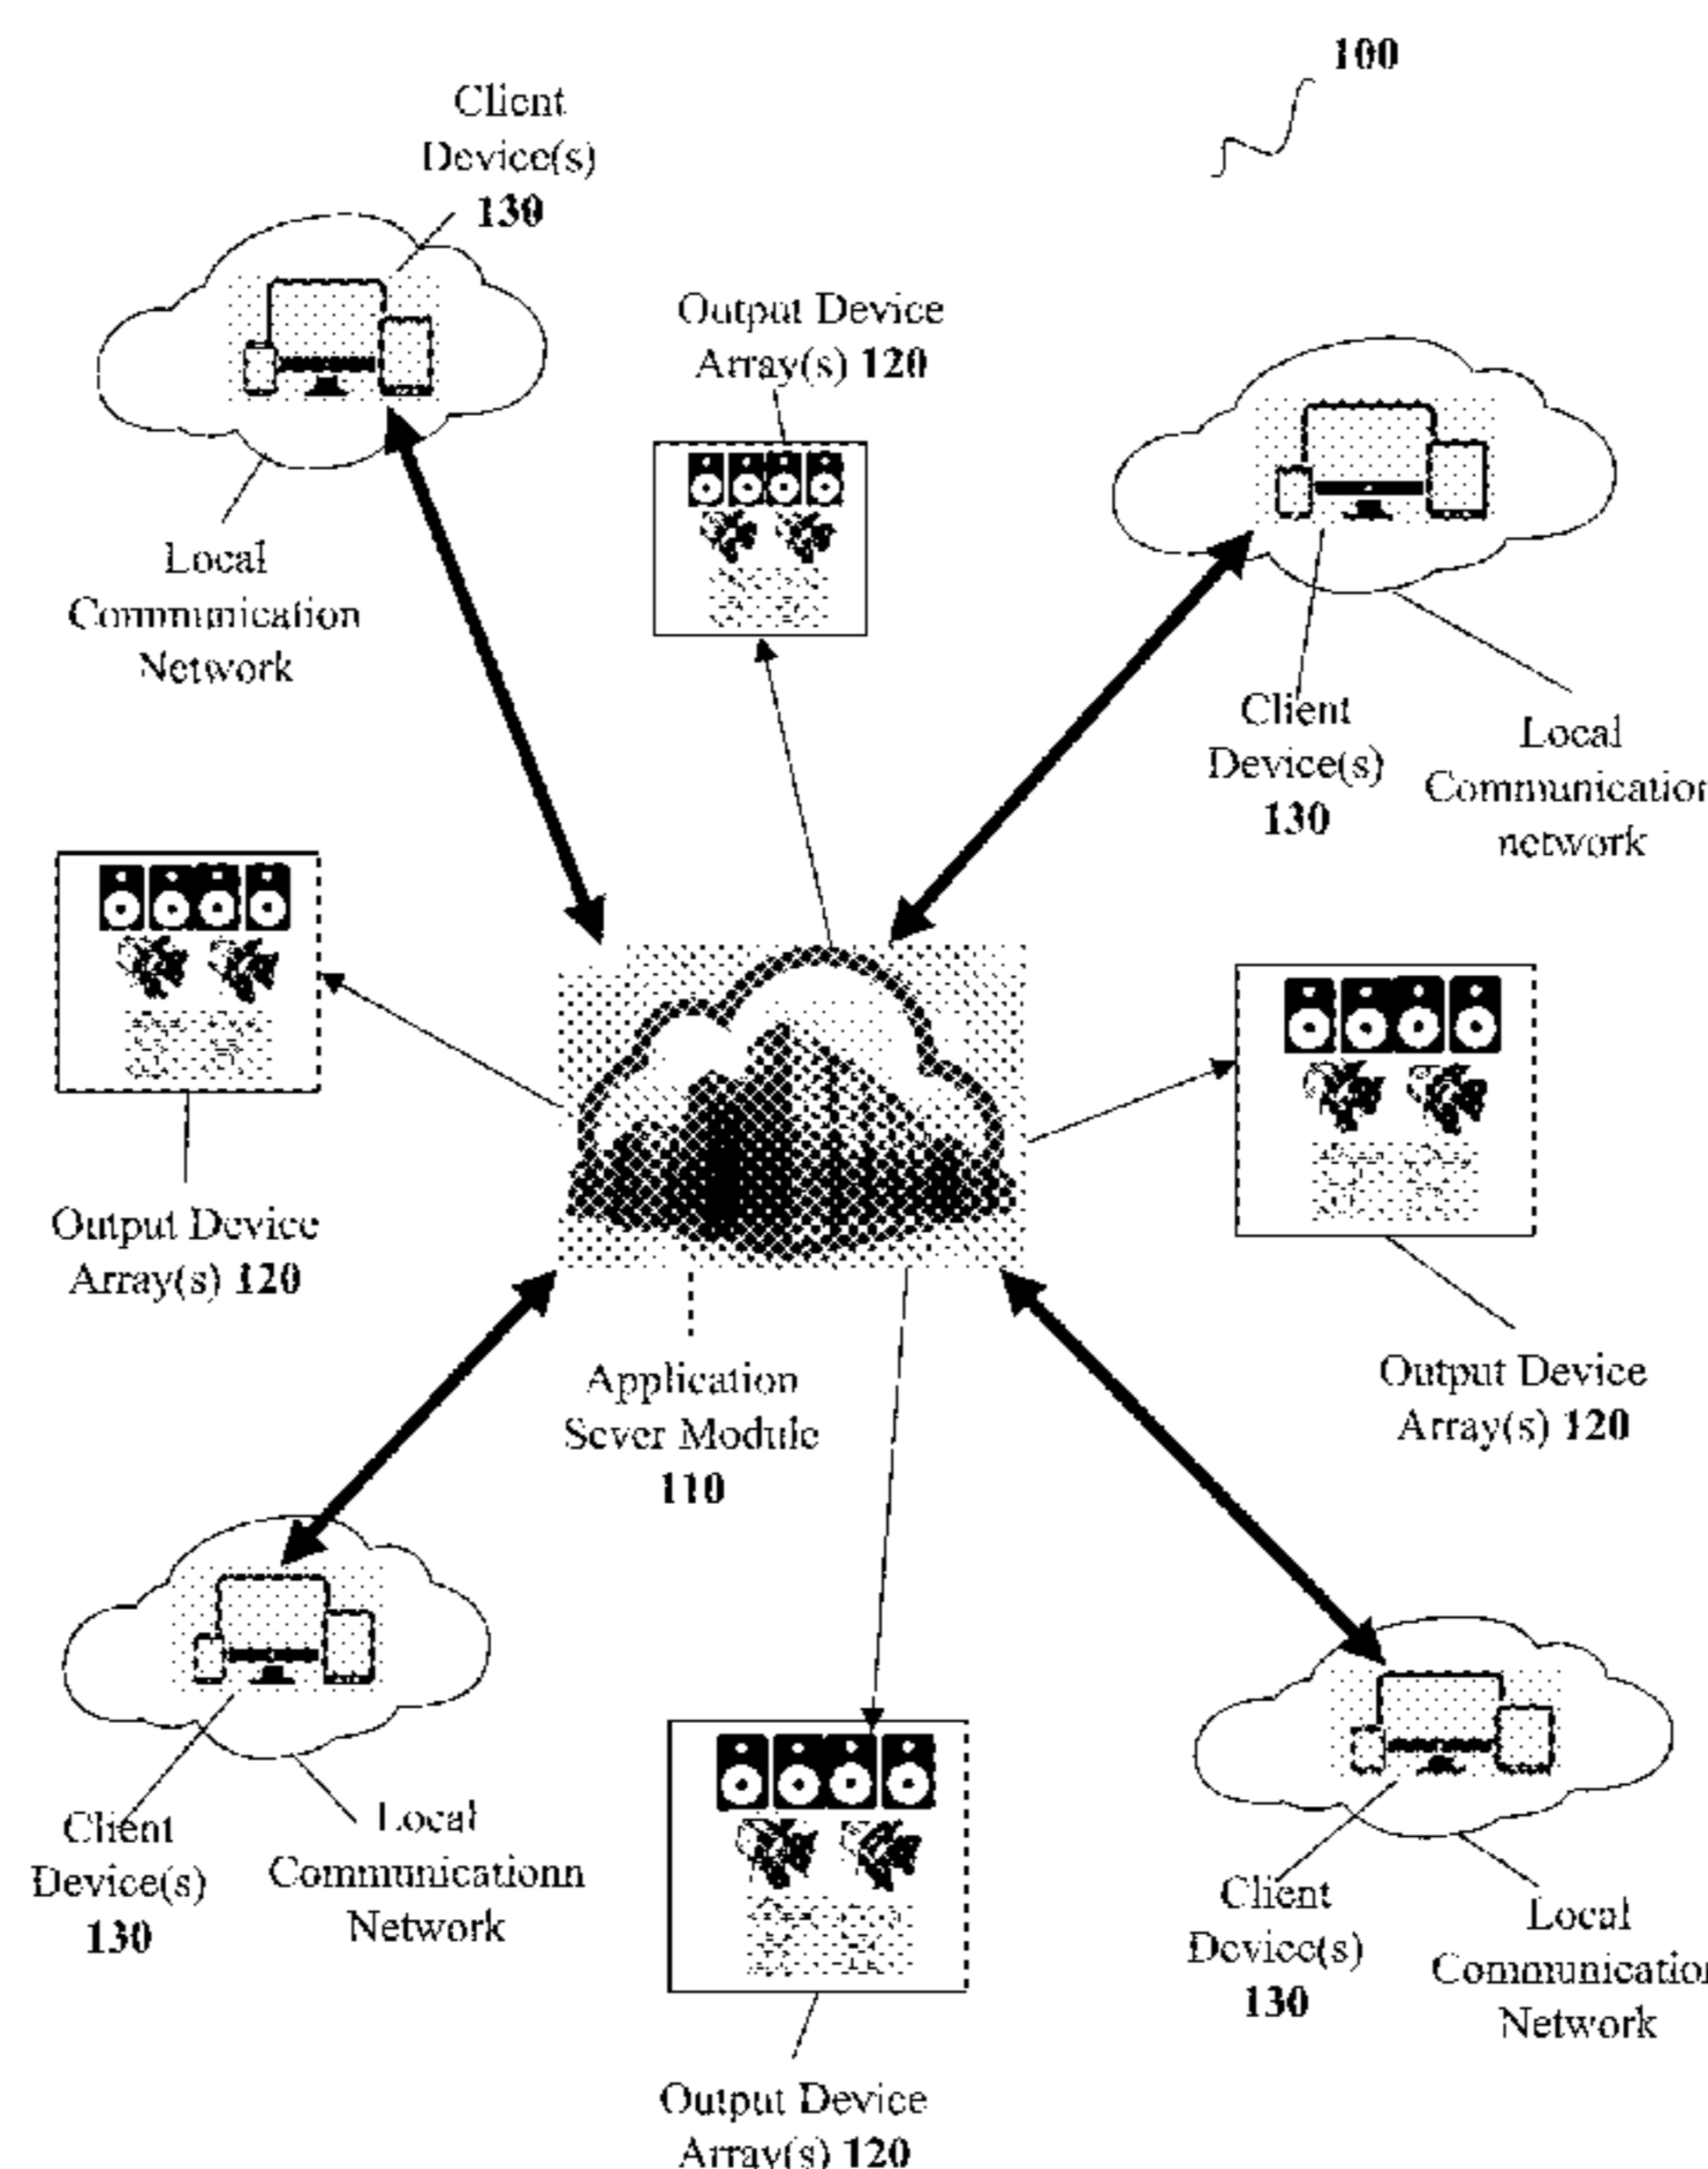 100
Client
Device(s)
130
Output Device
Array(s) 120
Local
Communication
Network
Client
Device(s)
130
Local
Communication
network
Output Device
Array(s) 120
Output Device
Array(s) 120
Application
Sever Module
110
Client
Device(s)
130
Local
Communicationn
Network
Client
Device(s)
130
Local
Communication
Network
Output Device
Array(s) 120